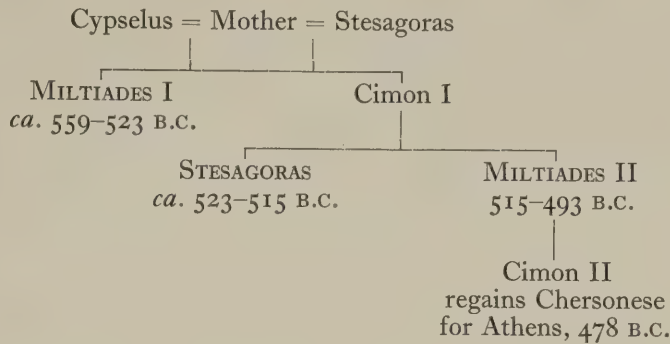 Cypselus = Mother = Stesagoras
MILTIADES I
ca. 559–523 B.C.
Cimon I
STESAGORAS
ca. 523–515 B.C.
MILTIADES II
515–493 B.C.
Cimon II
regains Chersonese
for Athens, 478 B.C.